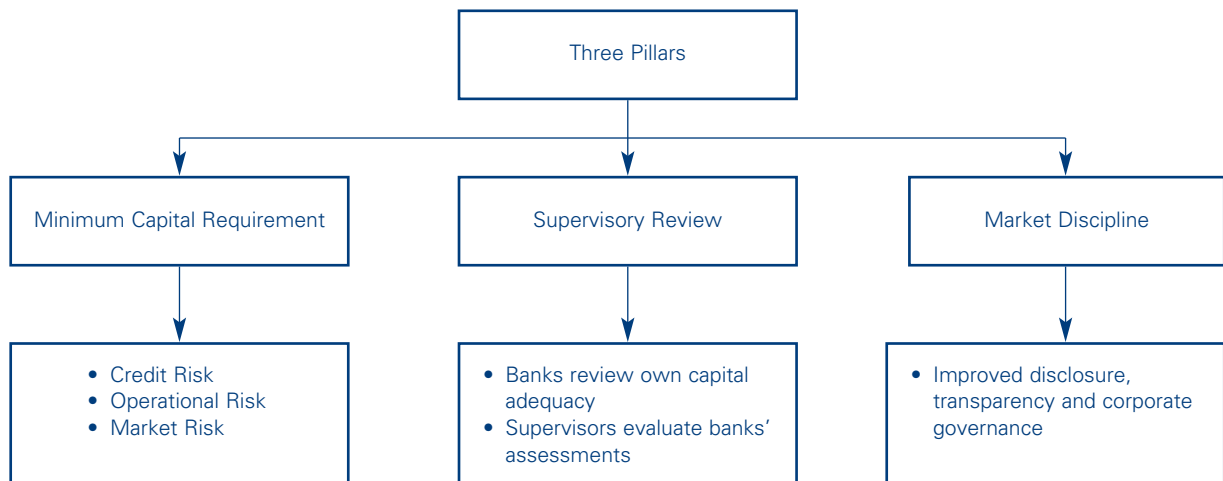 Three Pillars
Minimum Capital Requirement
Supervisory Review
Market Discipline
• Credit Risk
• Operational Risk
• Market Risk
• Banks review own capital
adequacy
• Supervisors evaluate banks’
assessments
• Improved disclosure,
transparency and corporate
governance